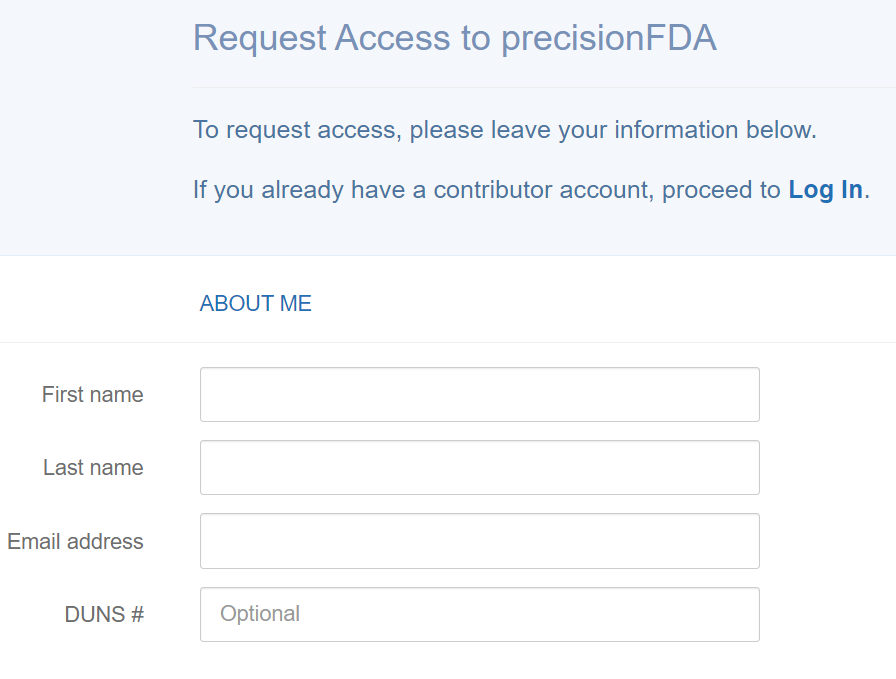 Request Access to precisionFDA
To request access, please leave your information below.
If you already have a contributor account, proceed to Log In.
ABOUT ME
First name
Last name
Email address
DUNS # Optional